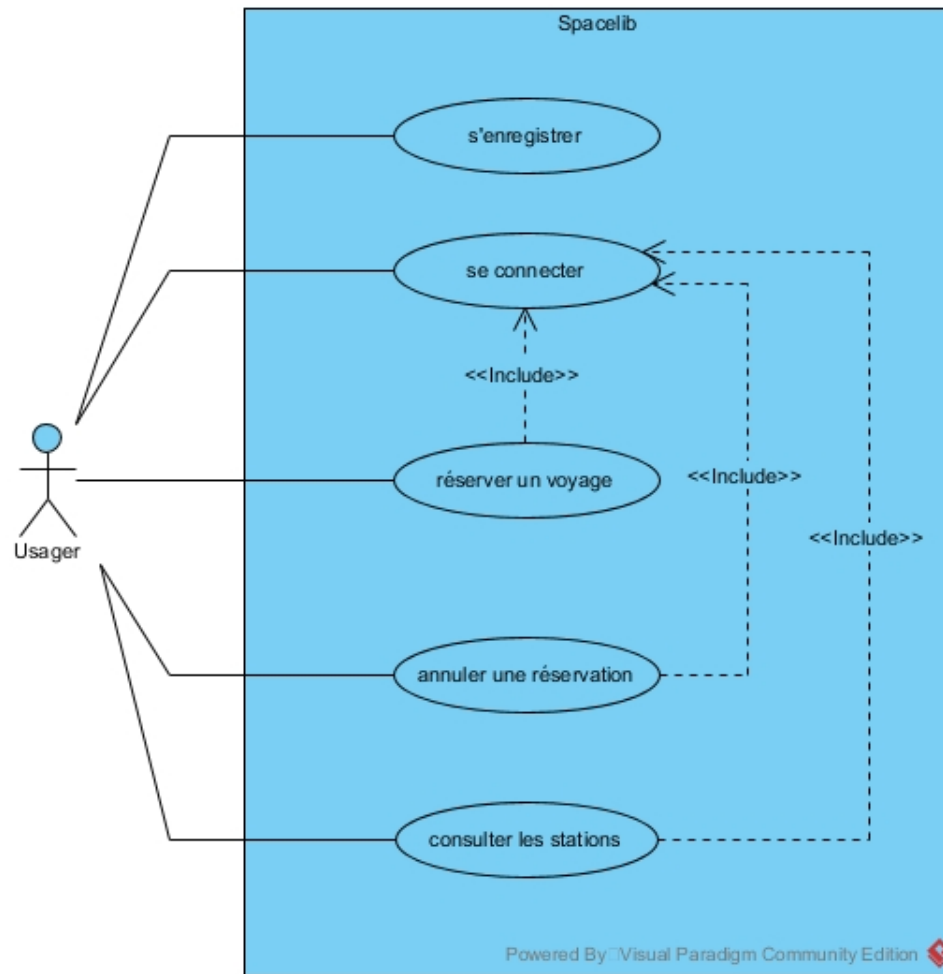 Spacelib
s'enregistrer
se connecter
<<Include>>
réserver un voyage
<<Include>>
<<Include>>
Usager
annuler une réservation
consulter les stations
Powered By Visual Paradigm Community Edition